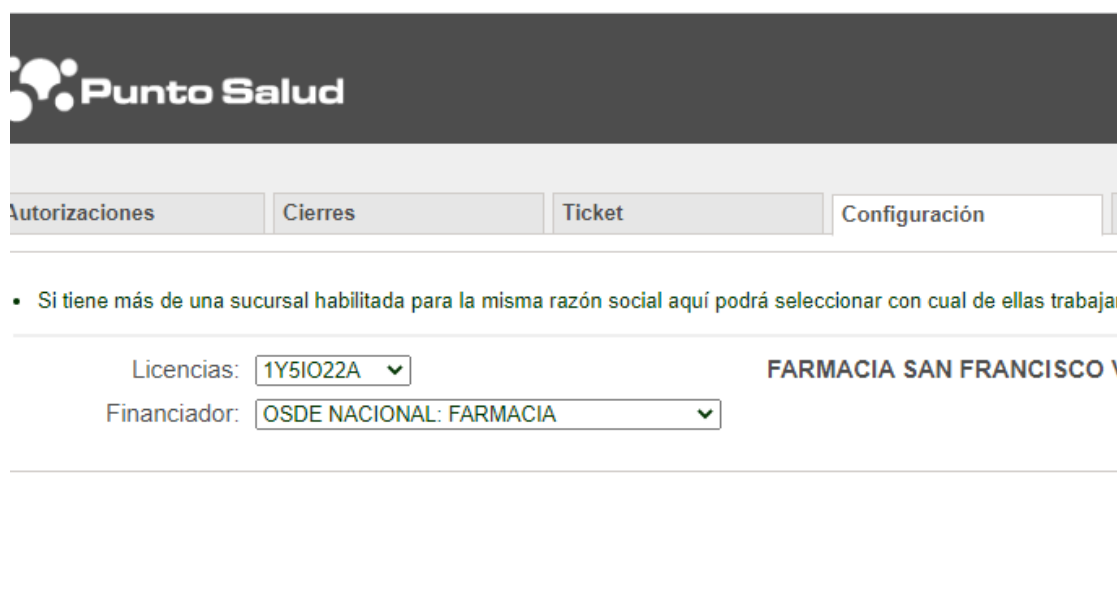 Punto Salud
Autorizaciones Cierres Ticket Configuración
• Si tiene más de una sucursal habilitada para la misma razón social aquí podrá seleccionar con cual de ellas trabajar
Licencias: 1Y5IO22A FARMACIA SAN FRANCISCO
Financiador: OSDE NACIONAL: FARMACIA